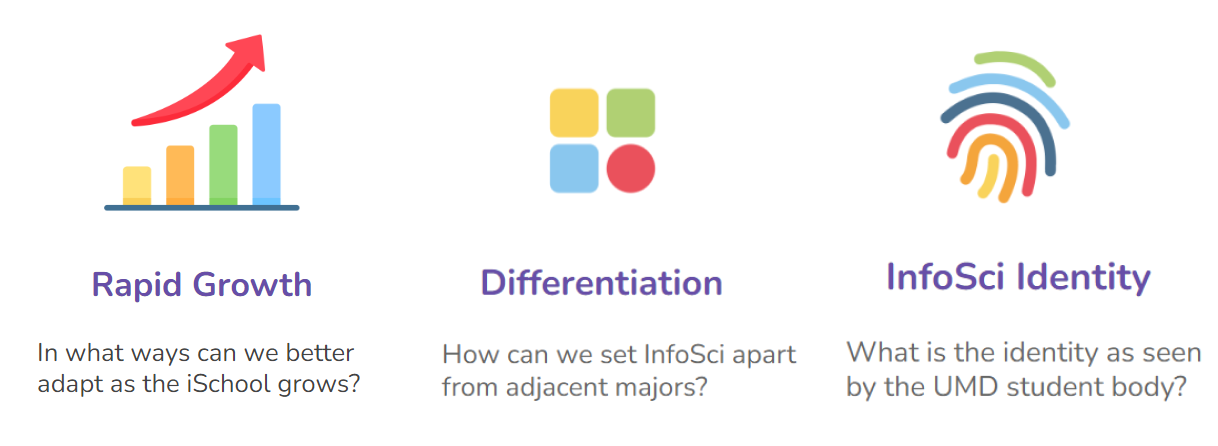 Rapid Growth
In what ways can we better
adapt as the iSchool grows?
Differentiation
How can we set InfoSci apart
from adjacent majors?
InfoSci Identity
What is the identity as seen
by the UMD student body?